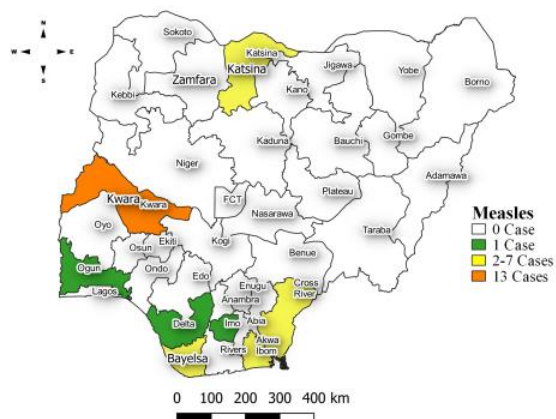 N
W E
S
Sokoto
Katsina
Katsina
Zamfara
Jigawa
Yobe
Borno
Kebbi
Kano
Kaduna
Bauchi
Gombe
Niger
Adamawa
Kwara
Kwara
FCT
Plateau
Nasarawa
Taraba
Oyo
Osun
Ekiti
Kogi
Benue
Ogun
Ondo
Edo
Enugu
Anambra
Cross
River
Lagos
Delta
Imo
Abia
Akwa
Ibom
Rivers
Bayelsa
Measles
0 Case
1 Case
2-7 Cases
13 Cases
0 100 200 300 400 km